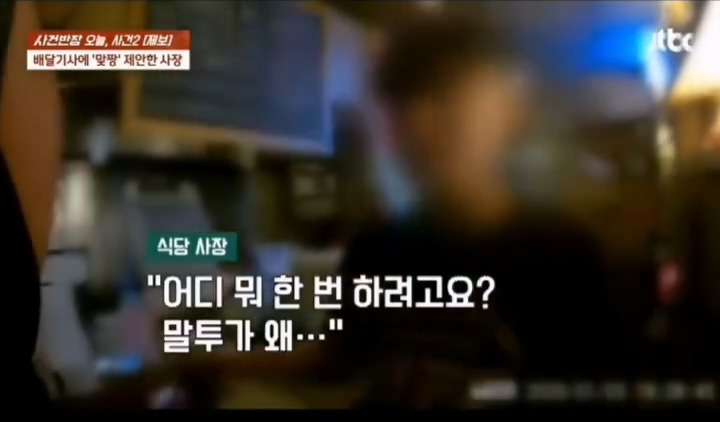 사건반장 오늘, 사건2 [제보]
jtbc
배달기사에 '맞짱' 제안한 사장
식당 사장
"어디 뭐 한 번 하려고요?
말투가 왜…"